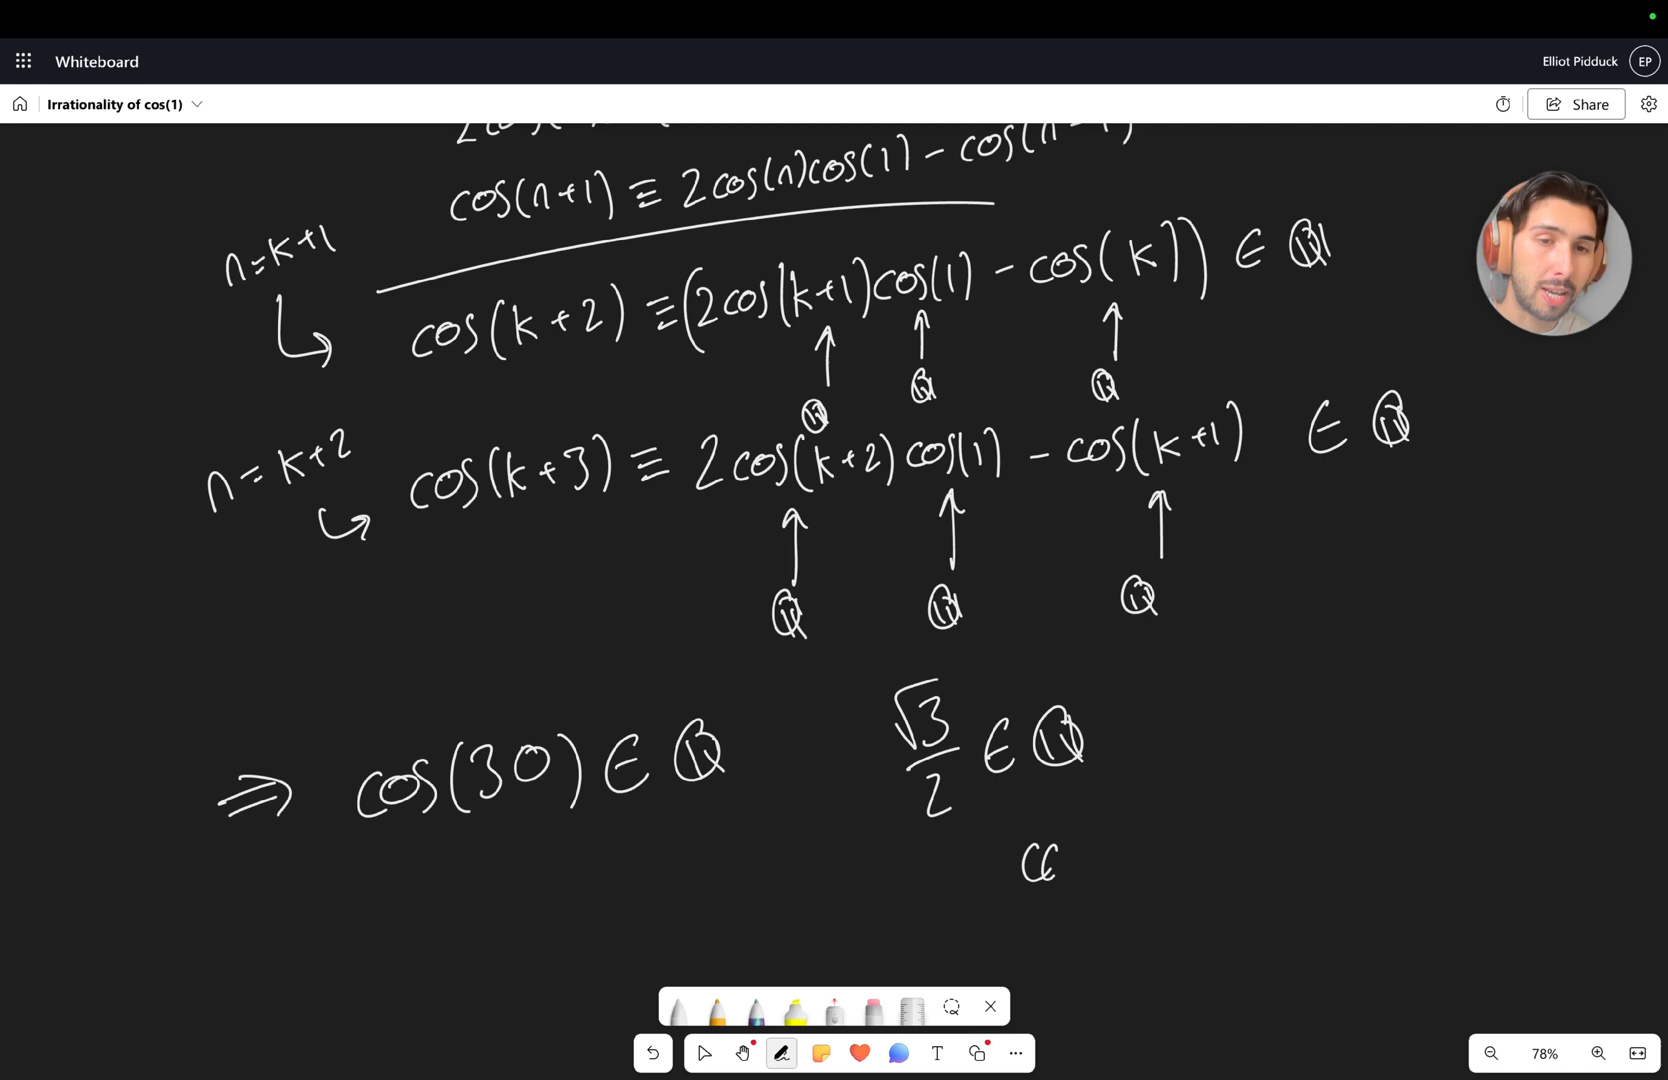 Whiteboard
Elliot Pidduck
EP
Irrationality of cos(1)
Share
cos(n+1) ≡ 2cos(n)cos(1) - cos(n-1)
n=k+1
cos(k+2) ≡ (2cos(k+1)cos(1) - cos(k)) ∈ ℚ
ℚ ℚ ℚ
n=k+2
cos(k+3) ≡ 2cos(k+2)cos(1) - cos(k+1) ∈ ℚ
ℚ ℚ ℚ
⇒ cos(30) ∈ ℚ
√3/2 ∈ ℚ
T
78%